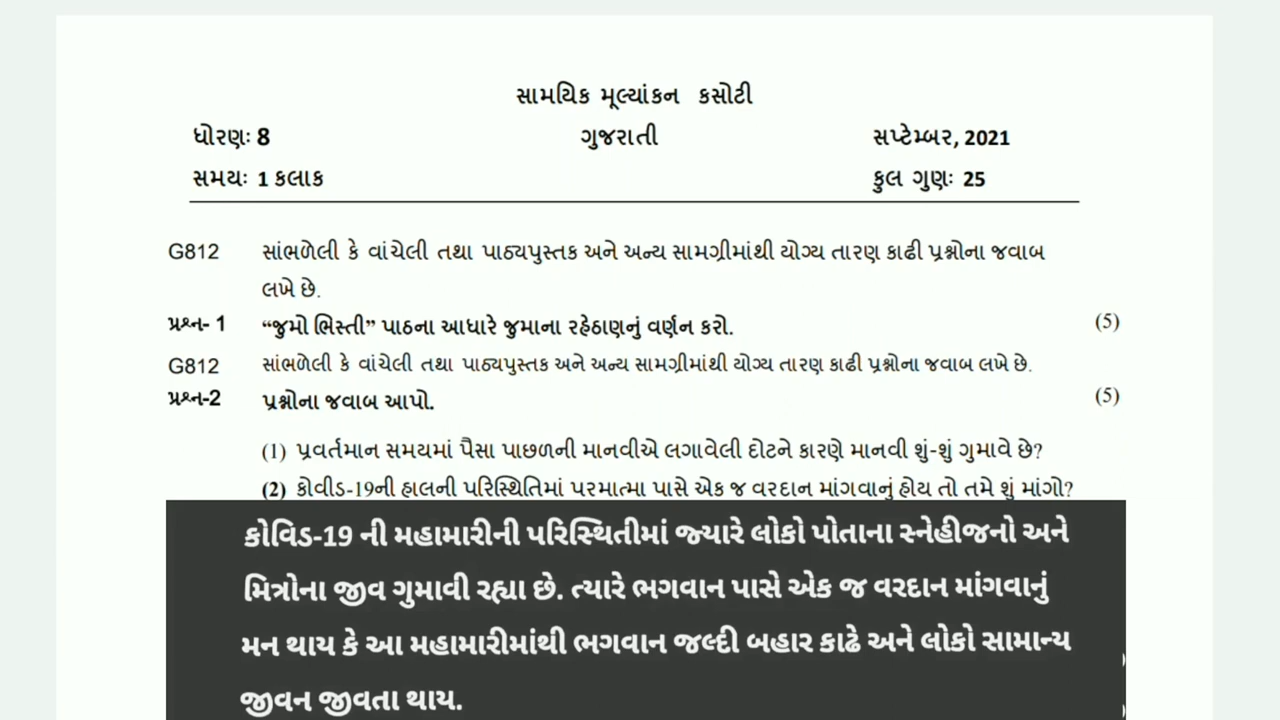 સામયિક મૂલ્યાંકન કસોટી
ધોરણઃ 8 ગુજરાતી સપ્ટેમ્બર, 2021
સમયઃ 1 કલાક કુલ ગુણઃ 25
G812 સાંભળેલી કે વાંચેલી તથા પાઠ્યપુસ્તક અને અન્ય સામગ્રીમાંથી યોગ્ય તારણ કાઢી પ્રશ્નોના જવાબ
લખે છે.
પ્રશ્ન- 1 “જુમો ભિસ્તી” પાઠના આધારે જુમાના રહેઠાણનું વર્ણન કરો. (5)
G812 સાંભળેલી કે વાંચેલી તથા પાઠ્યપુસ્તક અને અન્ય સામગ્રીમાંથી યોગ્ય તારણ કાઢી પ્રશ્નોના જવાબ લખે છે.
પ્રશ્ન-2 પ્રશ્નોના જવાબ આપો. (5)
(1) પ્રવર્તમાન સમયમાં પૈસા પાછળની માનવીએ લગાવેલી દોટને કારણે માનવી શું-શું ગુમાવે છે?
(2) કોવીડ-19ની હાલની પરિસ્થિતિમાં પરમાત્મા પાસે એક જ વરદાન માંગવાનું હોય તો તમે શું માંગો?
કોવિડ-19 ની મહામારીની પરિસ્થિતીમાં જ્યારે લોકો પોતાના સ્નેહીજનો અને
મિત્રોના જીવ ગુમાવી રહ્યા છે. ત્યારે ભગવાન પાસે એક જ વરદાન માંગવાનું
મન થાય કે આ મહામારીમાંથી ભગવાન જલ્દી બહાર કાઢે અને લોકો સામાન્ય
જીવન જીવતા થાય.